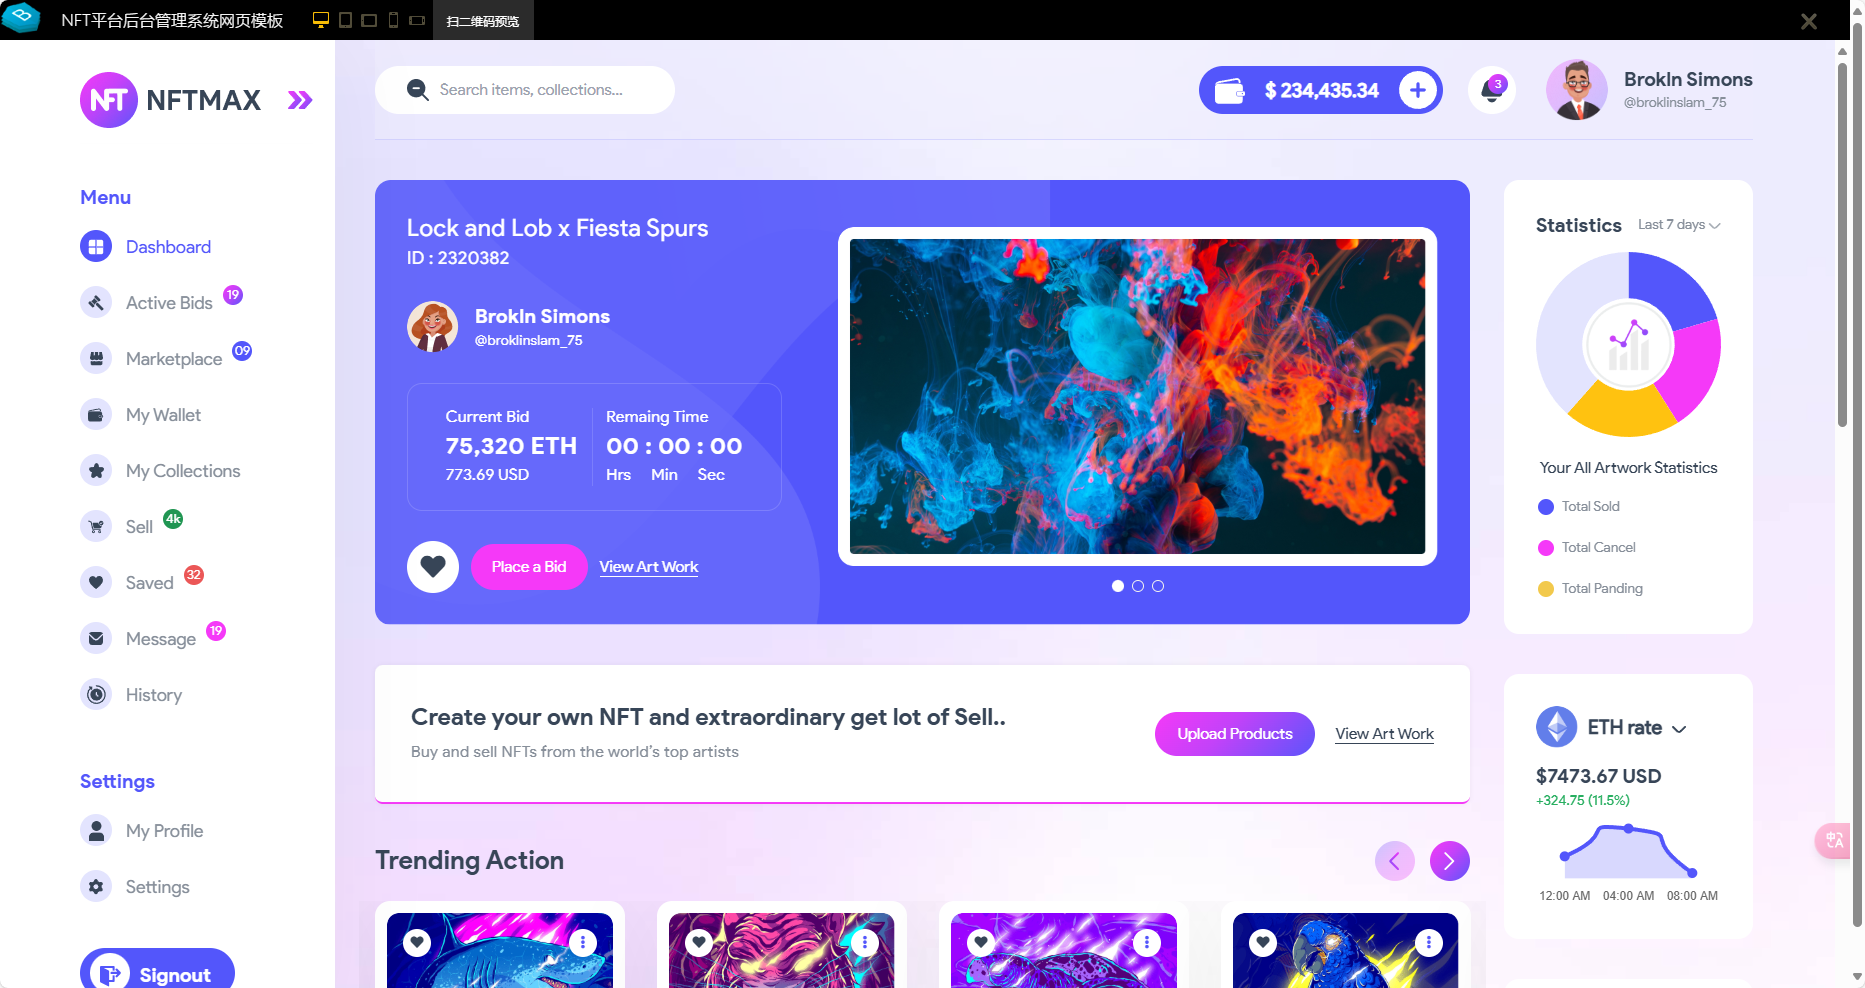 NFT平台后台管理系统网页模板
扫二维码预览
NFT NFTMAX
Search items, collections...
$ 234,435.34
3
Brokln Simons
@broklinslam_75
Menu
Dashboard
Active Bids 19
Marketplace 09
My Wallet
My Collections
Sell 4k
Saved 32
Message 19
History
Settings
My Profile
Settings
Signout
Lock and Lob x Fiesta Spurs
ID : 2320382
Brokln Simons
@broklinslam_75
Current Bid
75,320 ETH
773.69 USD
Remaing Time
00 : 00 : 00
Hrs Min Sec
Place a Bid
View Art Work
Statistics
Last 7 days
Your All Artwork Statistics
Total Sold
Total Cancel
Total Panding
Create your own NFT and extraordinary get lot of Sell..
Buy and sell NFTs from the world's top artists
Upload Products
View Art Work
ETH rate
$7473.67 USD
+324.75 (11.5%)
12:00 AM 04:00 AM 08:00 AM
Trending Action
中A